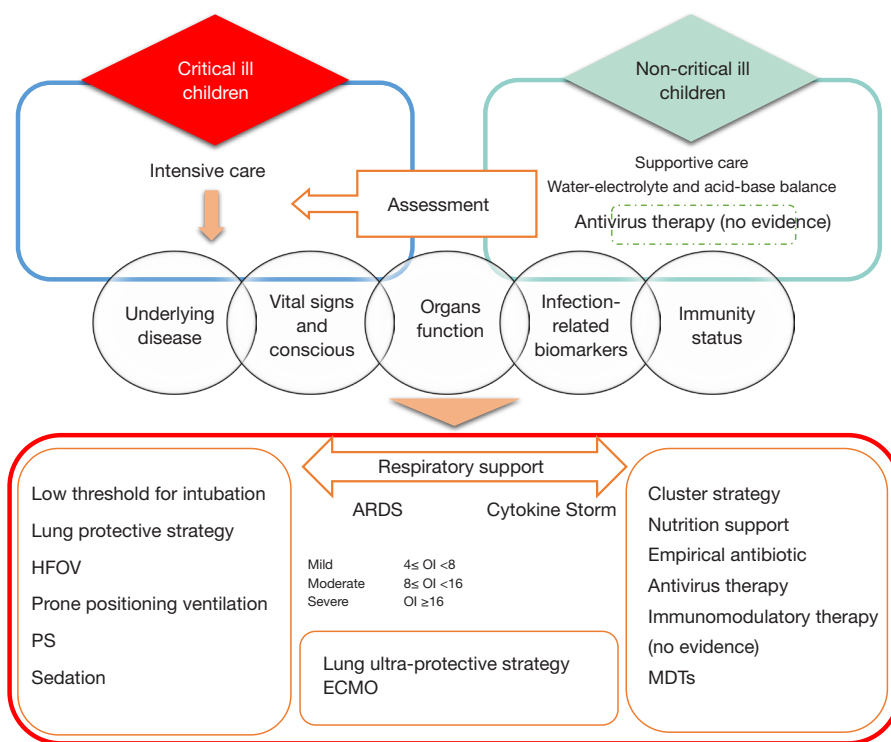 Critical ill
children
Non-critical ill
children
Intensive care
Assessment
Supportive care
Water-electrolyte and acid-base balance
Antivirus therapy (no evidence)
Underlying
disease
Vital signs
and
conscious
Organs
function
Infection-
related
biomarkers
Immunity
status
Respiratory support
Low threshold for intubation
Lung protective strategy
HFOV
Prone positioning ventilation
PS
Sedation
ARDS
Cytokine Storm
Mild 4≤ OI <8
Moderate 8≤ OI <16
Severe OI ≥16
Lung ultra-protective strategy
ECMO
Cluster strategy
Nutrition support
Empirical antibiotic
Antivirus therapy
Immunomodulatory therapy
(no evidence)
MDTs